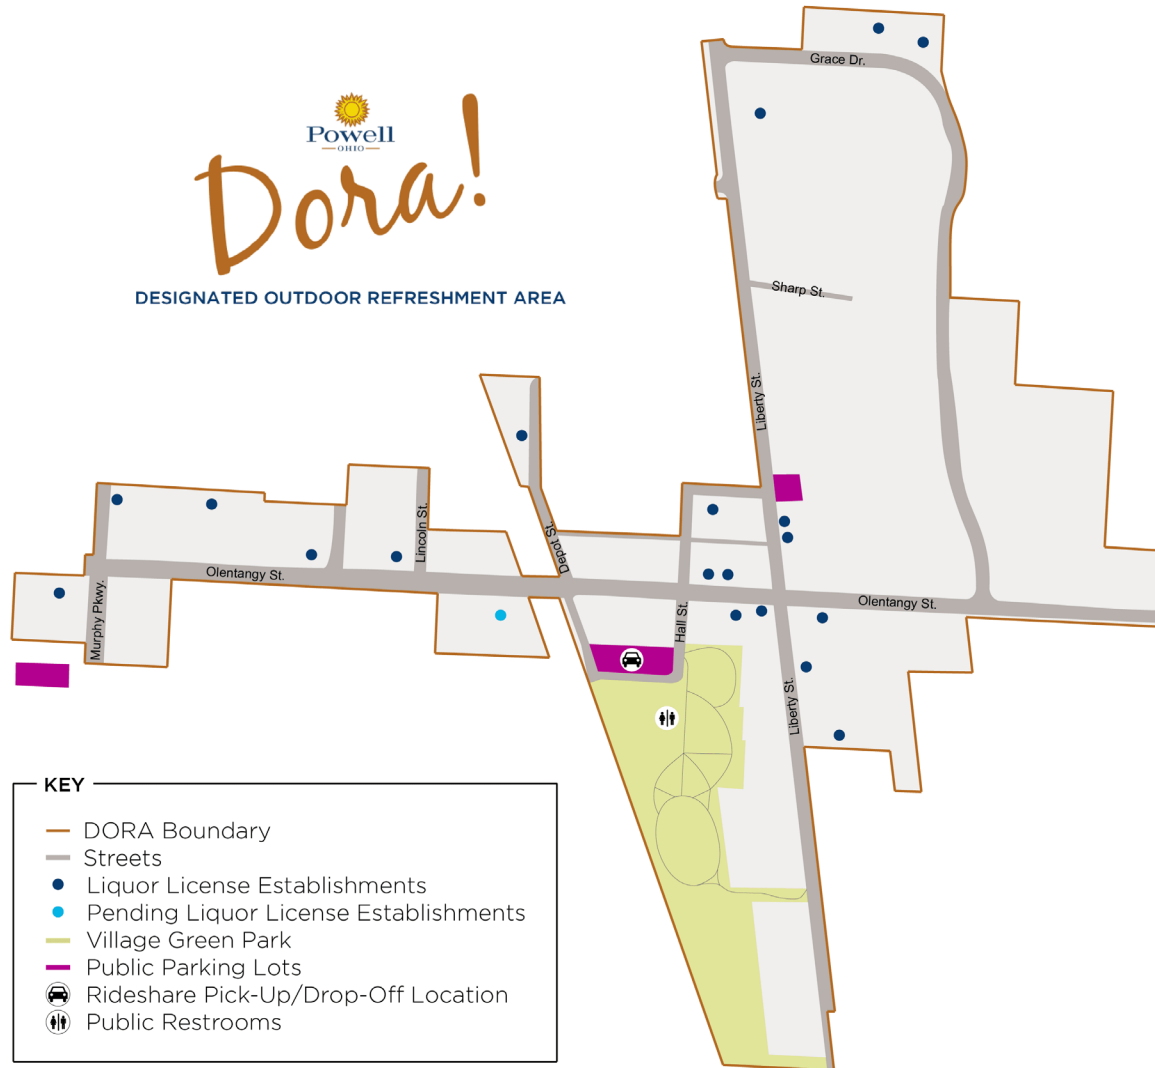 Powell
OHIO
Dora!
DESIGNATED OUTDOOR REFRESHMENT AREA
Grace Dr.
Sharp St.
Liberty St.
Lincoln St.
Depot St.
Olentangy St.
Murphy Pkwy.
Hall St.
Olentangy St.
Liberty St.
KEY
DORA Boundary
Streets
Liquor License Establishments
Pending Liquor License Establishments
Village Green Park
Public Parking Lots
Rideshare Pick-Up/Drop-Off Location
Public Restrooms